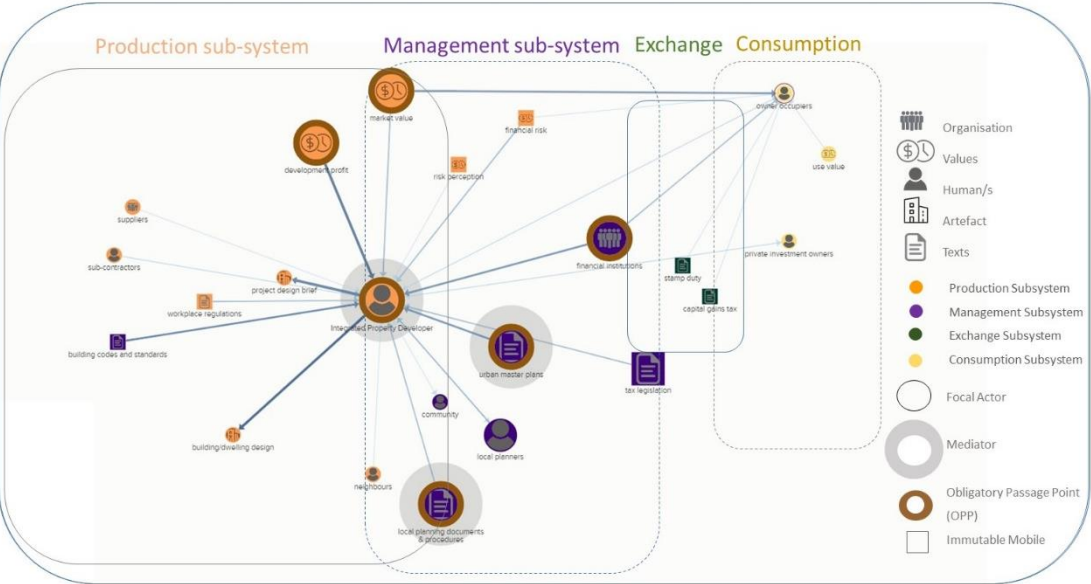 Production sub-system
Management sub-system
Exchange
Consumption
market value
owner occupiers
financial risk
development profit
risk perception
use value
suppliers
sub-contractors
financial institutions
private investment owners
project design brief
stamp duty
workplace regulations
capital gains tax
Integrated Property Developer
building codes and standards
urban master plans
tax legislation
community
building/dwelling design
local planners
neighbours
local planning documents
& procedures
Organisation
Values
Human/s
Artefact
Texts
Production Subsystem
Management Subsystem
Exchange Subsystem
Consumption Subsystem
Focal Actor
Mediator
Obligatory Passage Point
(OPP)
Immutable Mobile